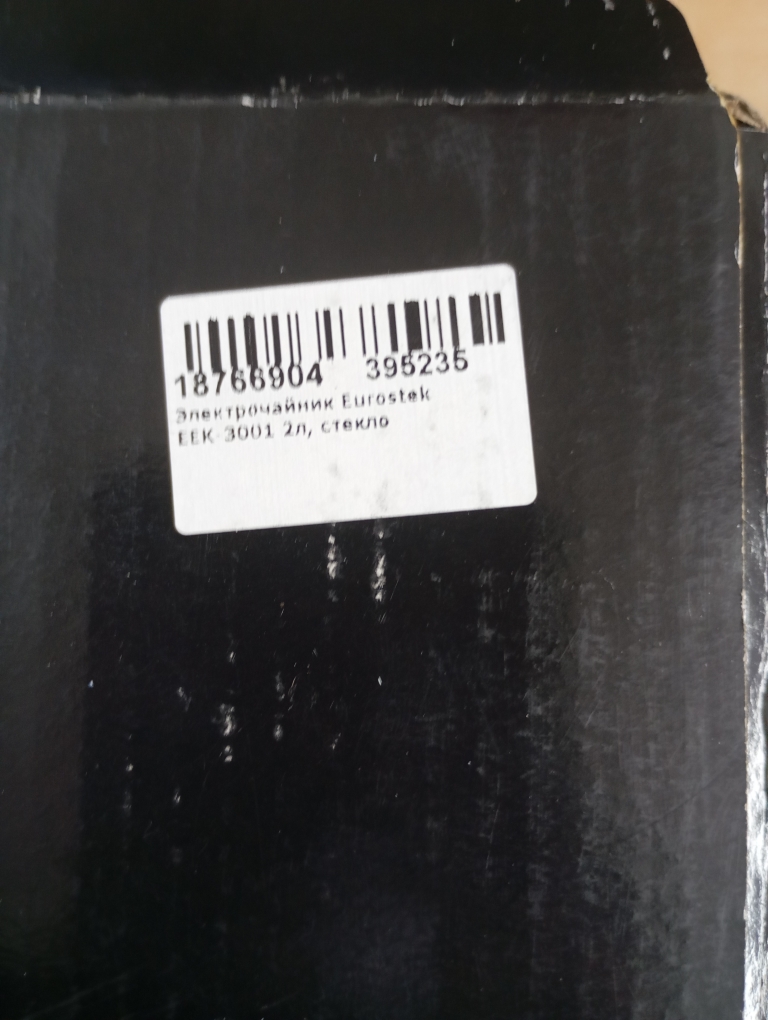 18766904 395235
Электрочайник Eurostek
EEK-3001 2л, стекло